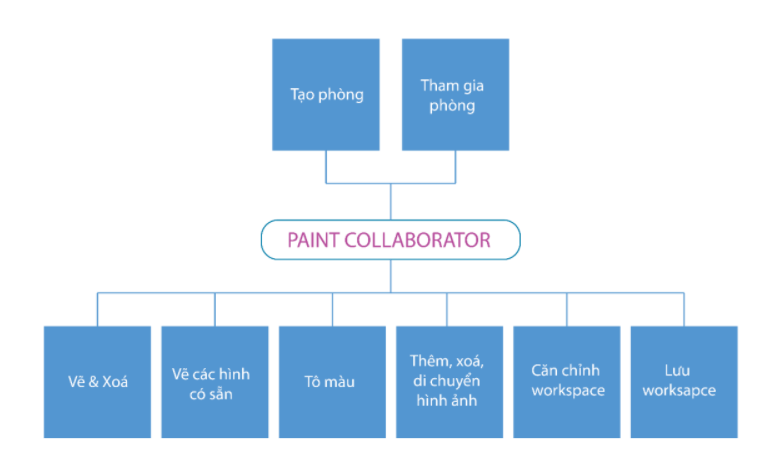 Tạo phòng
Tham gia
phòng
PAINT COLLABORATOR
Vẽ & Xoá
Vẽ các hình
có sẵn
Tô màu
Thêm, xoá,
di chuyển
hình ảnh
Căn chỉnh
workspace
Lưu
worksapce